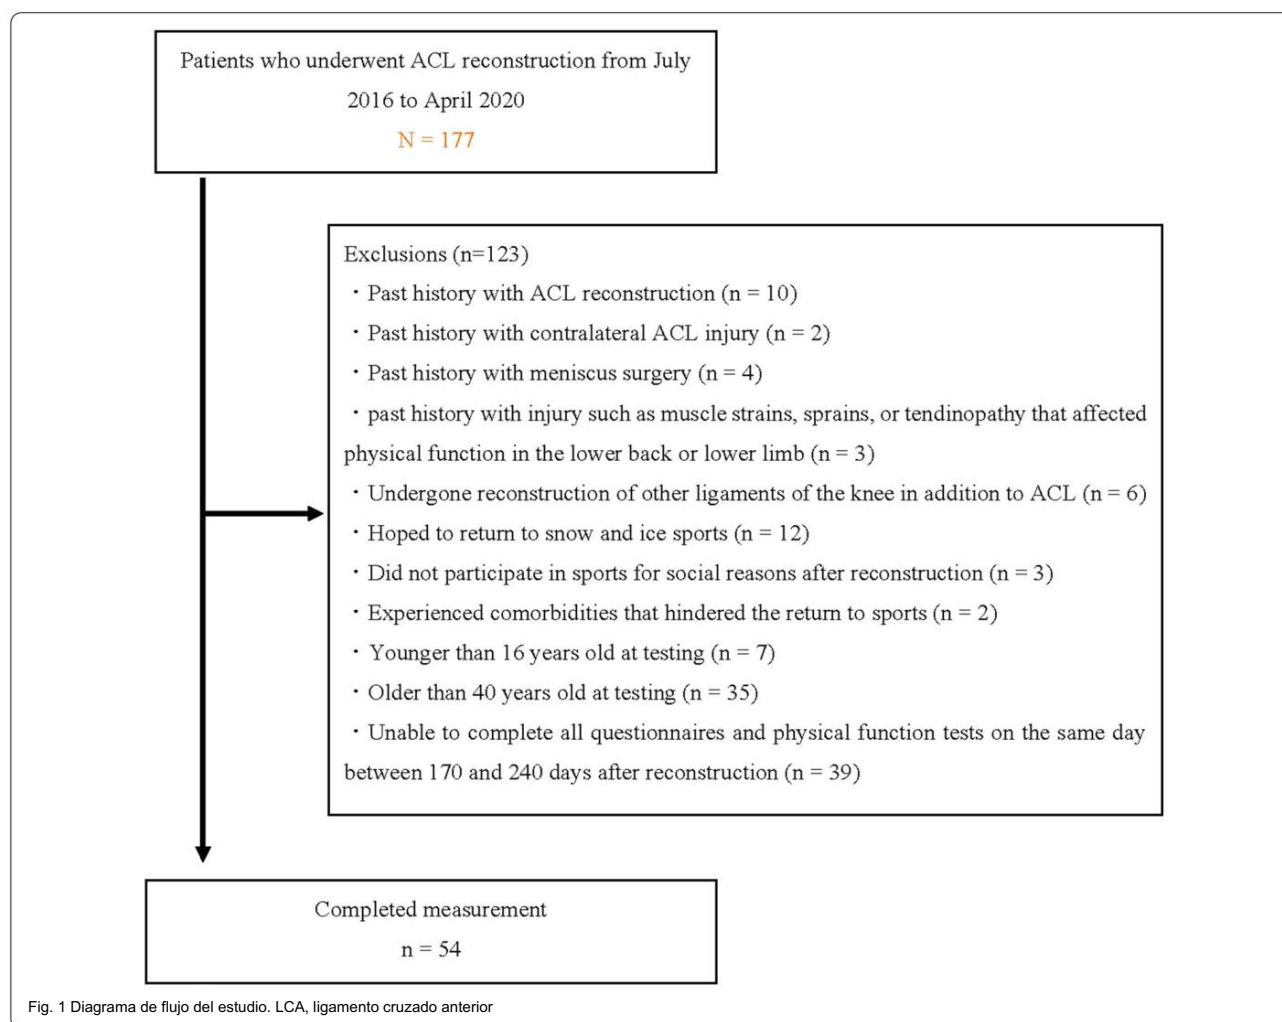 Patients who underwent ACL reconstruction from July
2016 to April 2020
N = 177
Exclusions (n=123)
・Past history with ACL reconstruction (n = 10)
・Past history with contralateral ACL injury (n = 2)
・Past history with meniscus surgery (n = 4)
・past history with injury such as muscle strains, sprains, or tendinopathy that affected
physical function in the lower back or lower limb (n = 3)
・Undergone reconstruction of other ligaments of the knee in addition to ACL (n = 6)
・Hoped to return to snow and ice sports (n = 12)
・Did not participate in sports for social reasons after reconstruction (n = 3)
・Experienced comorbidities that hindered the return to sports (n = 2)
・Younger than 16 years old at testing (n = 7)
・Older than 40 years old at testing (n = 35)
・Unable to complete all questionnaires and physical function tests on the same day
between 170 and 240 days after reconstruction (n = 39)
Completed measurement
n = 54
Fig. 1 Diagrama de flujo del estudio. LCA, ligamento cruzado anterior